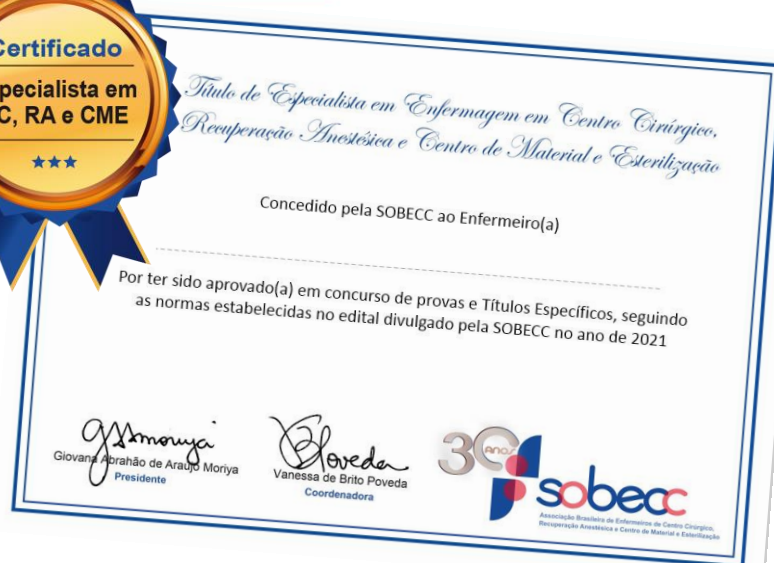 Certificado
pecialista em
C, RA e CME
Título de Especialista em Enfermagem em Centro Cirúrgico,
Recuperação Anestésica e Centro de Material e Esterilização
Concedido pela SOBECC ao Enfermeiro(a)
Por ter sido aprovado(a) em concurso de provas e Títulos Específicos, seguindo
as normas estabelecidas no edital divulgado pela SOBECC no ano de 2021
Giovana Abrahão de Araújo Moriya
Presidente
Vanessa de Brito Poveda
Coordenadora
30 Anos
sobecc
Associação Brasileira de Enfermeiros de Centro Cirúrgico,
Recuperação Anestésica e Centro de Material e Esterilização